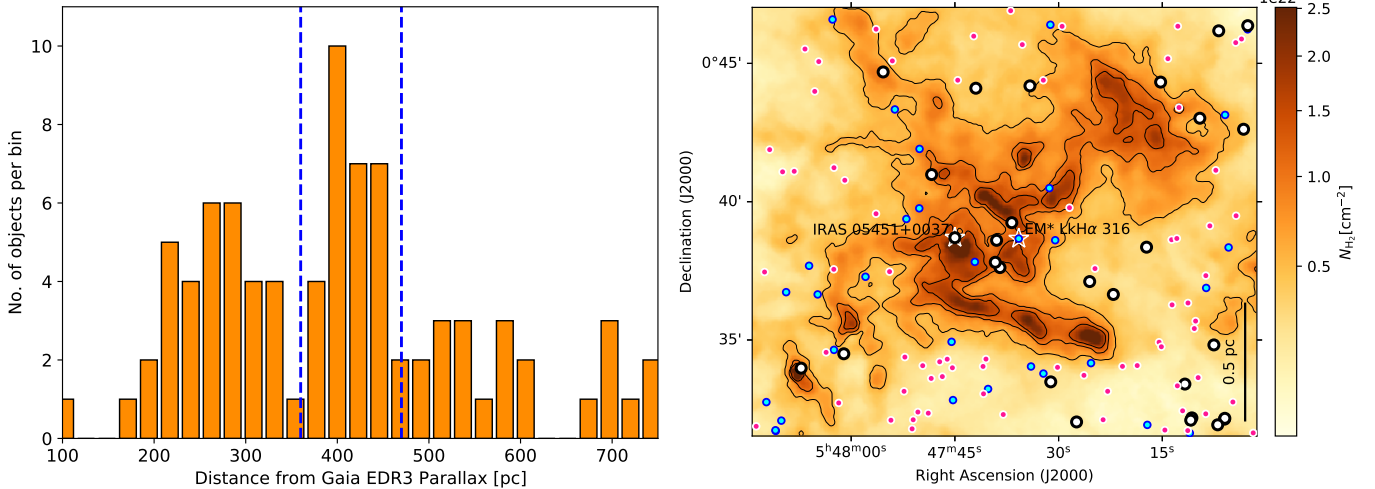 No. of objects per bin
10
8
6
4
2
0
100 200 300 400 500 600 700
Distance from Gaia EDR3 Parallax [pc]
Declination (J2000)
0°45'
40'
35'
IRAS 05451+0037
EM* LkHα 316
0.5 pc
5ʰ48ᵐ00ˢ 47ᵐ45ˢ 30ˢ 15ˢ
Right Ascension (J2000)
2.5
2.0
1.5
1.0
0.5
N_H₂ [cm⁻²]